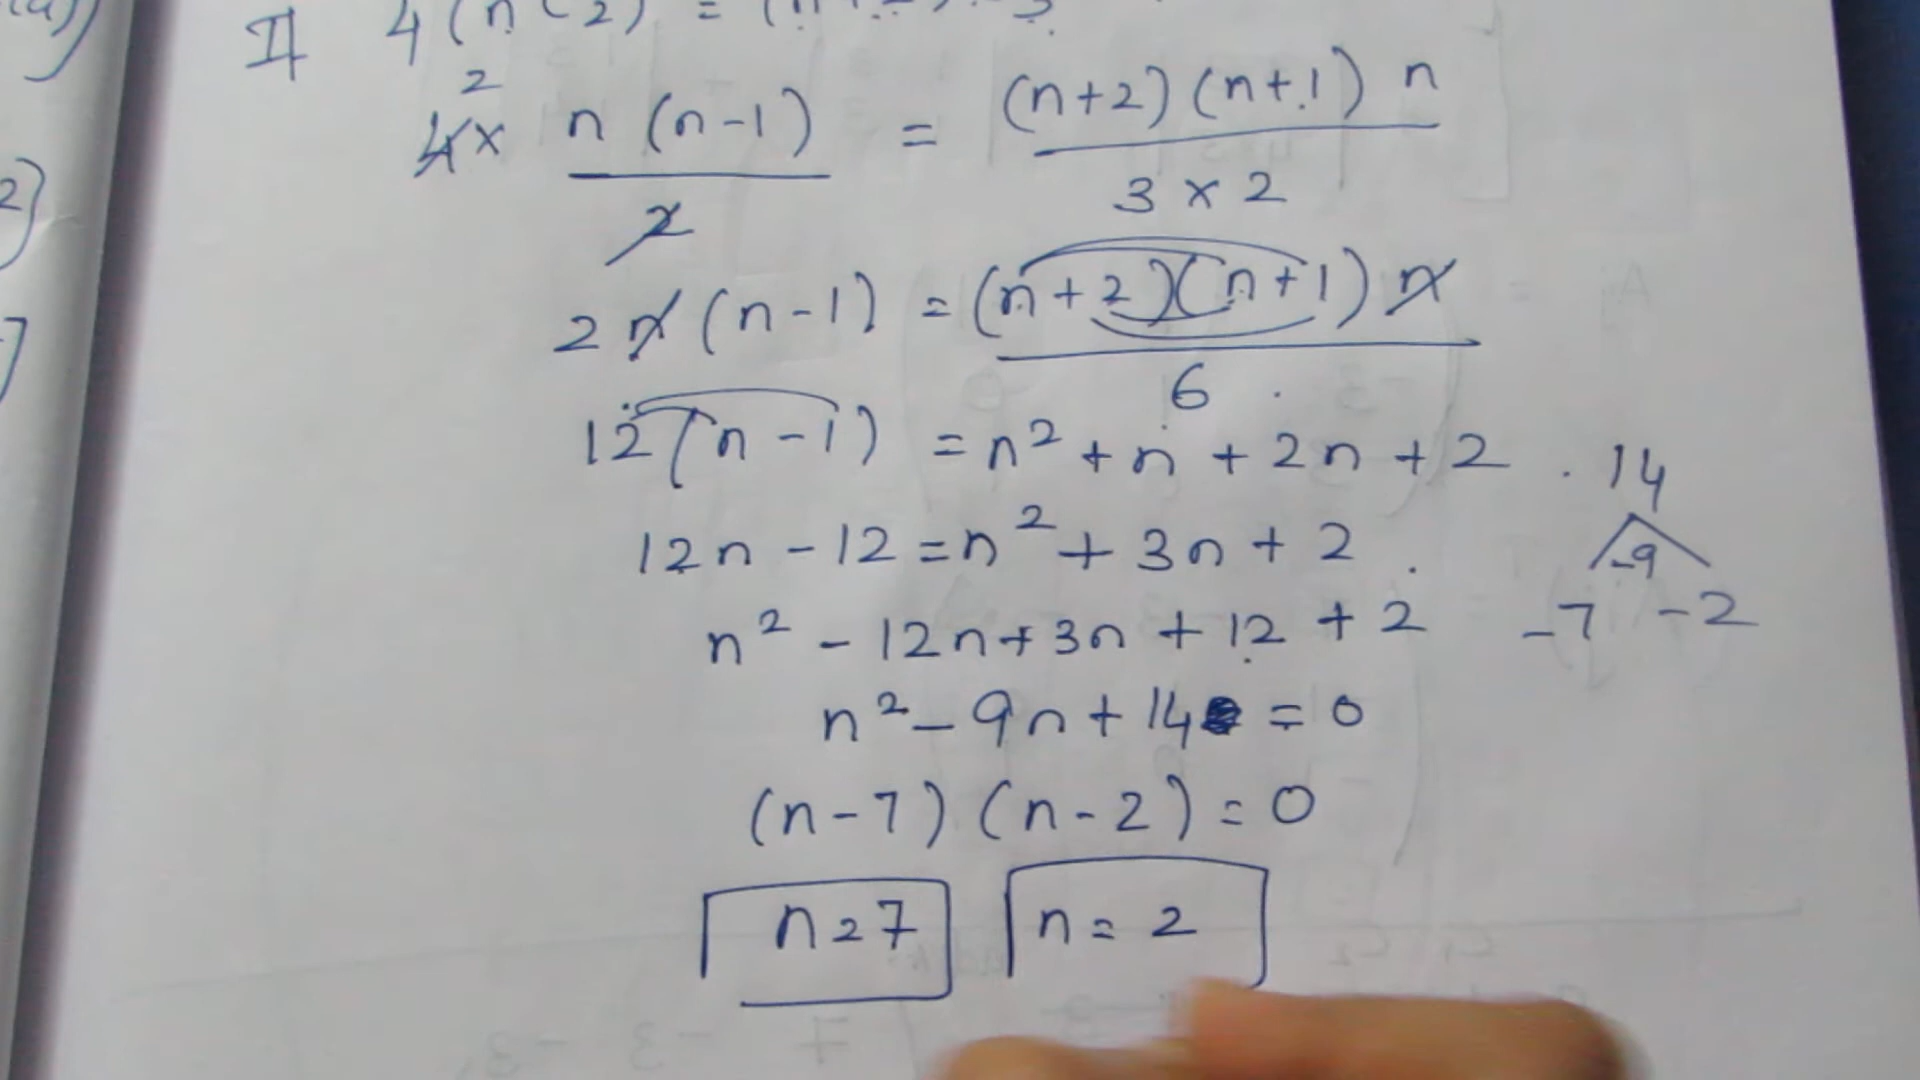 If 4(nC2) = (n+2)C3
2
4 × n (n-1) / 2 = (n+2) (n+1) n / 3 × 2
2n (n-1) = (n+2)(n+1) n / 6
12 (n-1) = n² + n + 2n + 2 . 14
12n - 12 = n² + 3n + 2 . -9
n² - 12n + 3n + 12 + 2 -7 -2
n² - 9n + 14 = 0
(n-7) (n-2) = 0
n = 7 n = 2